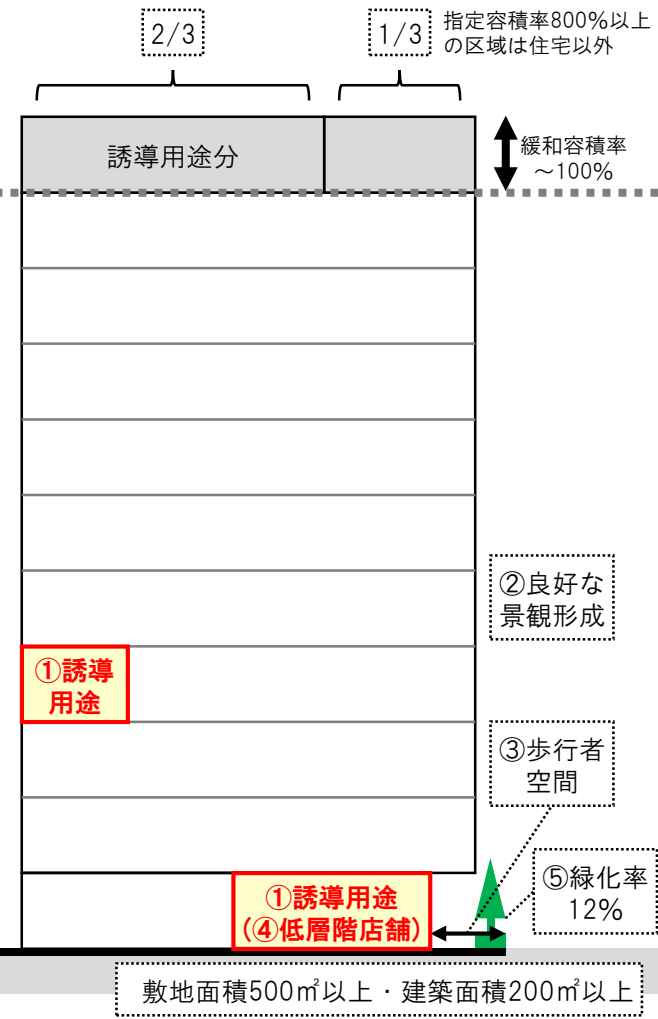 2/3
1/3
指定容積率800%以上
の区域は住宅以外
誘導用途分
緩和容積率
～100%
②良好な
景観形成
①誘導
用途
③歩行者
空間
①誘導用途
(④低層階店舗)
⑤緑化率
12%
敷地面積500㎡以上・建築面積200㎡以上